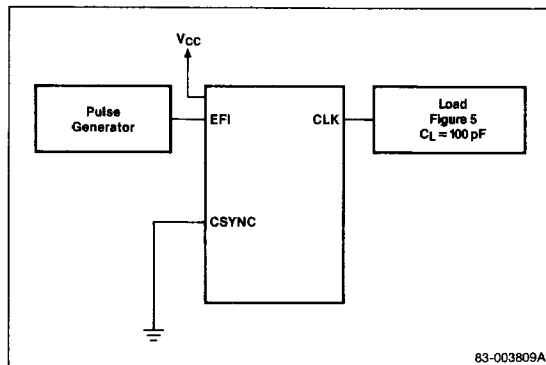 VCC
Pulse
Generator
EFI
CLK
Load
Figure 5
CL = 100 pF
CSYNC
83-003809A